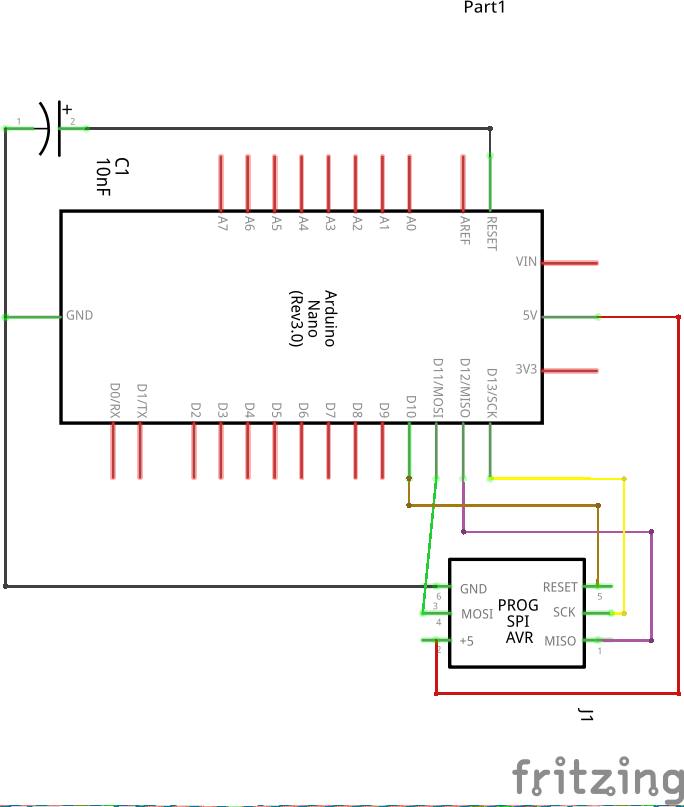 Part1
1
+
2
C1
10nF
A7
A6
A5
A4
A3
A2
A1
A0
AREF
RESET
VIN
GND
Arduino
Nano
(Rev3.0)
5V
3V3
D0/RX
D1/TX
D2
D3
D4
D5
D6
D7
D8
D9
D10
D11/MOSI
D12/MISO
D13/SCK
GND
RESET
6
5
3
PROG
SPI
AVR
MOSI
SCK
4
+5
MISO
2
1
J1
fritzing